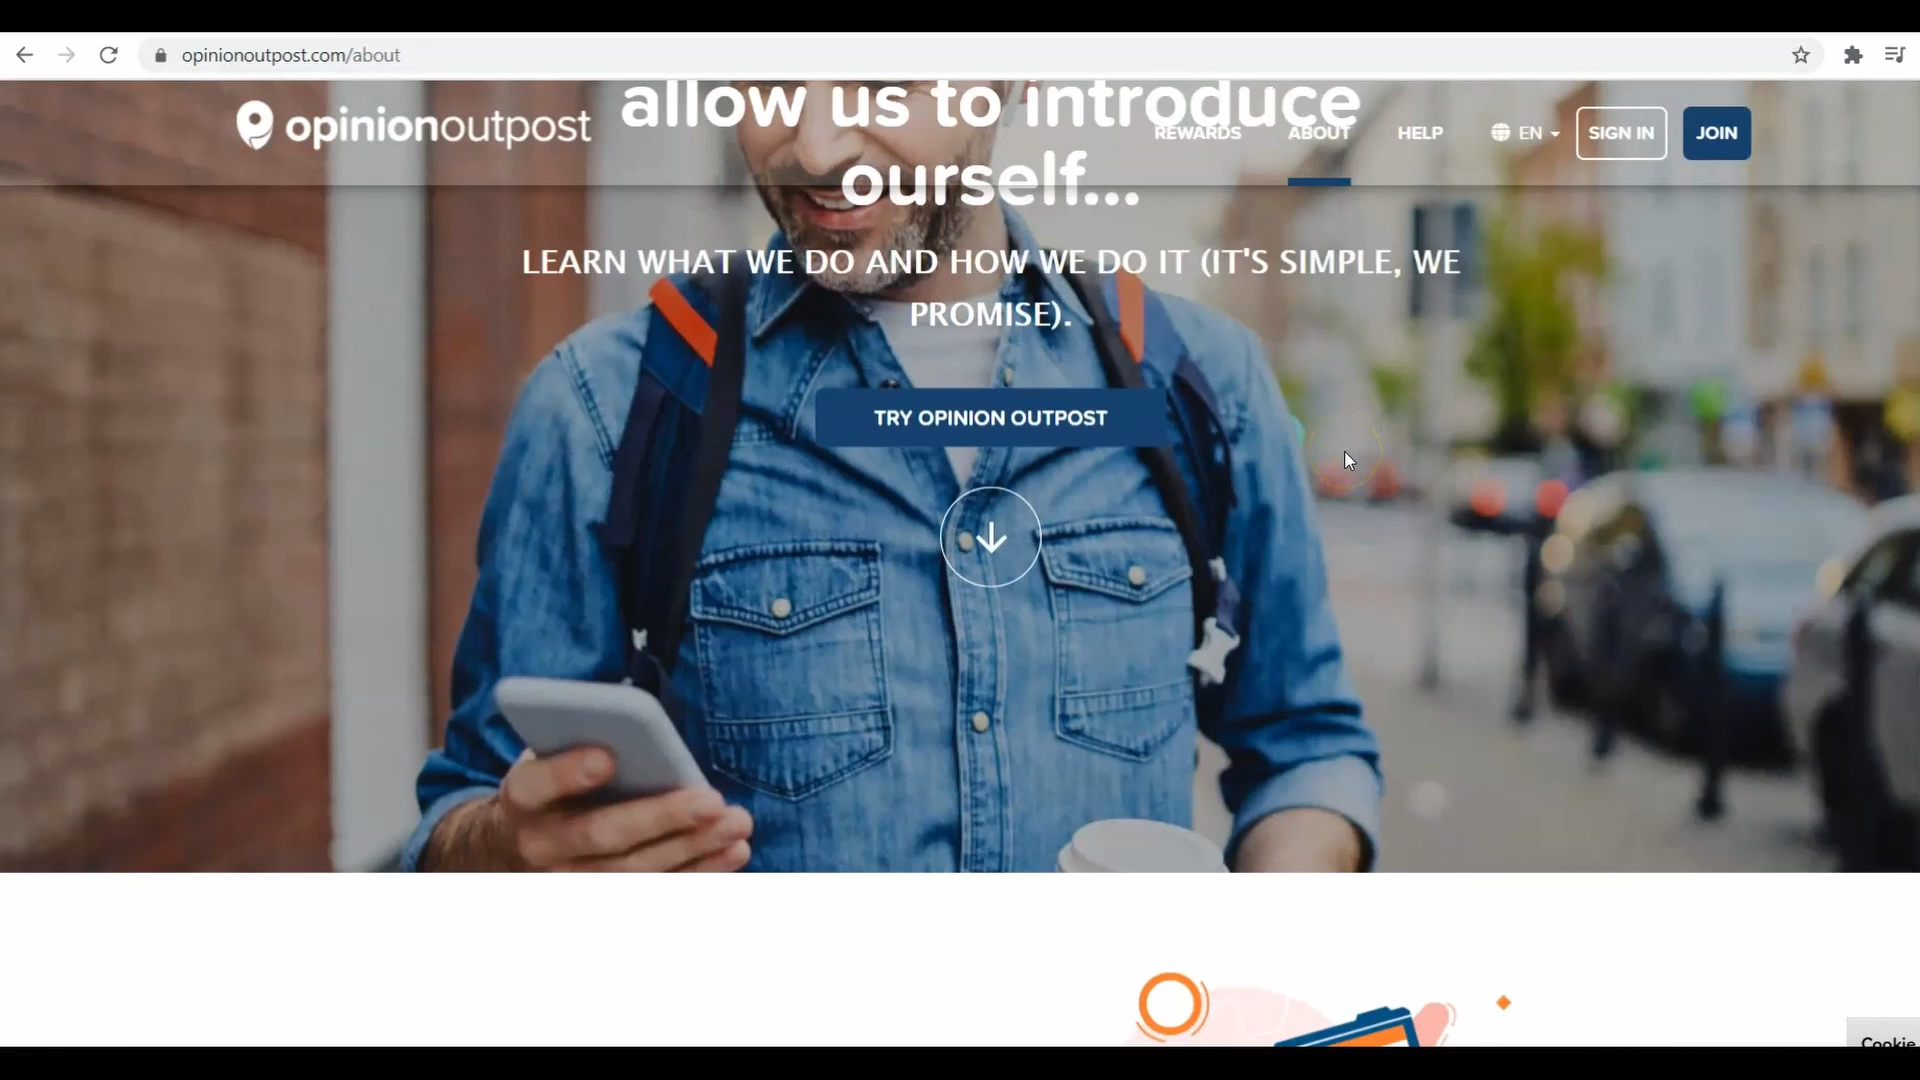 opinionoutpost.com/about
allow us to introduce
ourself...
opinionoutpost
REWARDS
ABOUT
HELP
EN
SIGN IN
JOIN
LEARN WHAT WE DO AND HOW WE DO IT (IT'S SIMPLE, WE
PROMISE).
TRY OPINION OUTPOST
Cookie